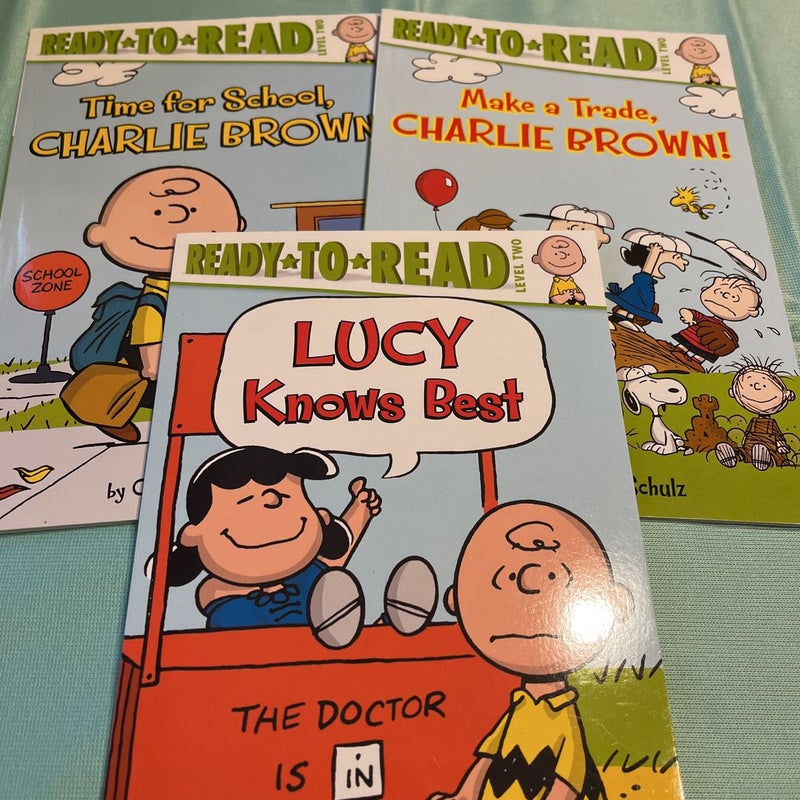 READY★TO★READ
LEVEL TWO
Time for School,
CHARLIE BROWN
SCHOOL
ZONE
by
READY★TO★READ
LEVEL TWO
Make a Trade,
CHARLIE BROWN!
Schulz
READY★TO★READ
LEVEL TWO
LUCY
Knows Best
THE DOCTOR
IS IN